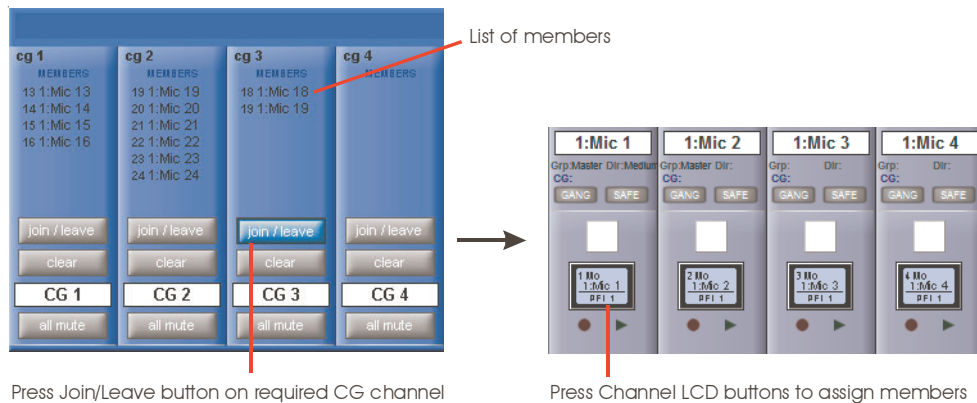 List of members
cg 1
MEMBERS
13 1:Mic 13
14 1:Mic 14
15 1:Mic 15
16 1:Mic 16
join / leave
clear
CG 1
all mute
cg 2
MEMBERS
19 1:Mic 19
20 1:Mic 20
21 1:Mic 21
22 1:Mic 22
23 1:Mic 23
24 1:Mic 24
join / leave
clear
CG 2
all mute
cg 3
MEMBERS
18 1:Mic 18
19 1:Mic 19
join / leave
clear
CG 3
all mute
cg 4
MEMBERS
join / leave
clear
CG 4
all mute
Press Join/Leave button on required CG channel
1:Mic 1
Grp:Master Dir:Medium
CG:
GANG SAFE
1 Mo
1:Mic 1
PFL 1
1:Mic 2
Grp:Master Dir:
CG:
GANG SAFE
2 Mo
1:Mic 2
PFL 1
1:Mic 3
Grp: Dir:
CG:
GANG SAFE
3 Mo
1:Mic 3
PFL 1
1:Mic 4
Grp: Dir:
CG:
GANG SAFE
4 Mo
1:Mic 4
PFL 1
Press Channel LCD buttons to assign members